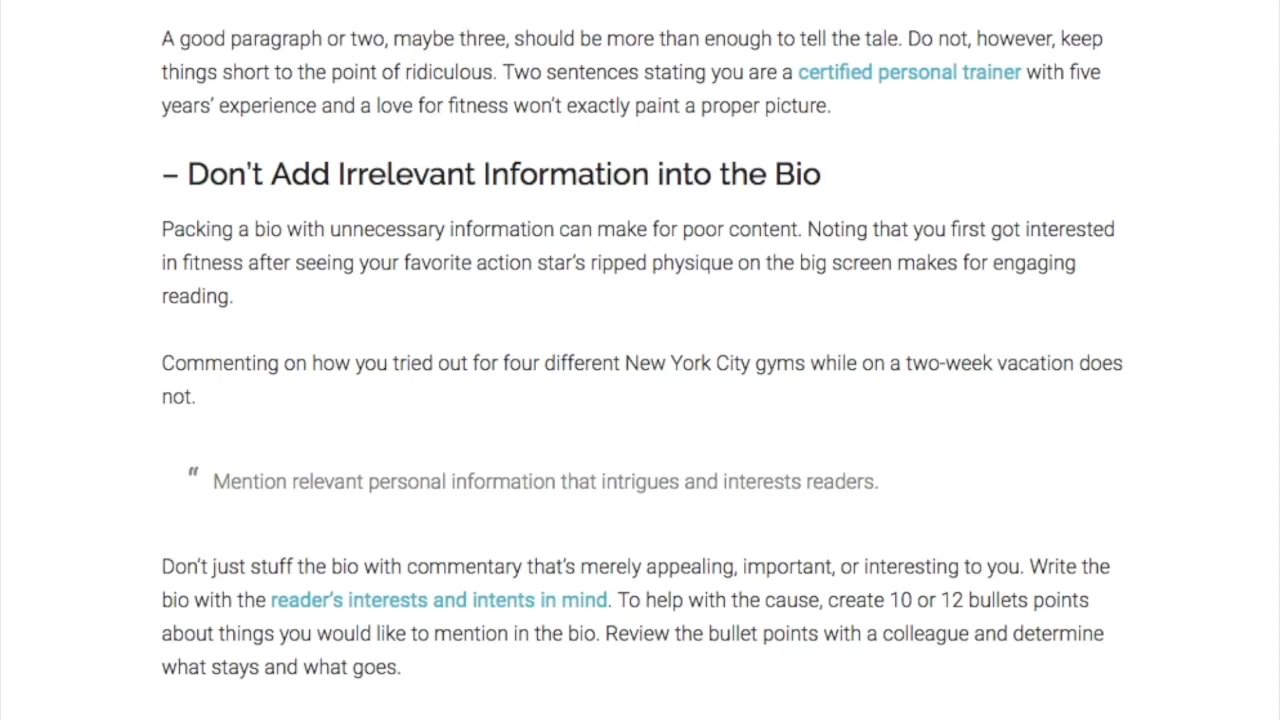 A good paragraph or two, maybe three, should be more than enough to tell the tale. Do not, however, keep
things short to the point of ridiculous. Two sentences stating you are a certified personal trainer with five
years' experience and a love for fitness won't exactly paint a proper picture.
– Don't Add Irrelevant Information into the Bio
Packing a bio with unnecessary information can make for poor content. Noting that you first got interested
in fitness after seeing your favorite action star's ripped physique on the big screen makes for engaging
reading.
Commenting on how you tried out for four different New York City gyms while on a two-week vacation does
not.
“ Mention relevant personal information that intrigues and interests readers.
Don't just stuff the bio with commentary that's merely appealing, important, or interesting to you. Write the
bio with the reader's interests and intents in mind. To help with the cause, create 10 or 12 bullets points
about things you would like to mention in the bio. Review the bullet points with a colleague and determine
what stays and what goes.